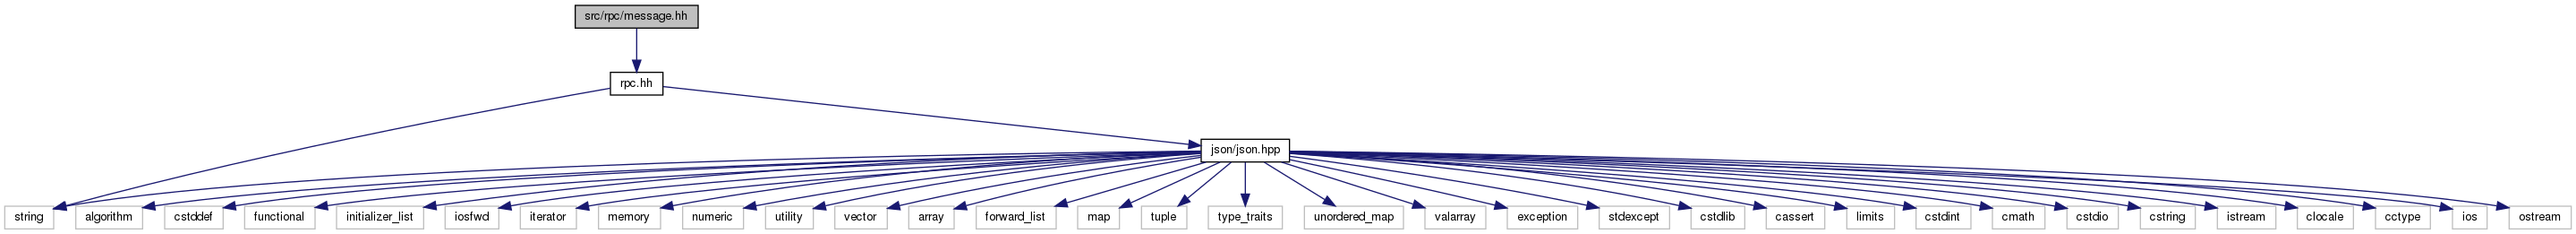 src/rpc/message.hh
rpc.hh
json/json.hpp
string
algorithm
cstddef
functional
initializer_list
iosfwd
iterator
memory
numeric
utility
vector
array
forward_list
map
tuple
type_traits
unordered_map
valarray
exception
stdexcept
cstdlib
cassert
limits
cstdint
cmath
cstdio
cstring
istream
clocale
cctype
ios
ostream